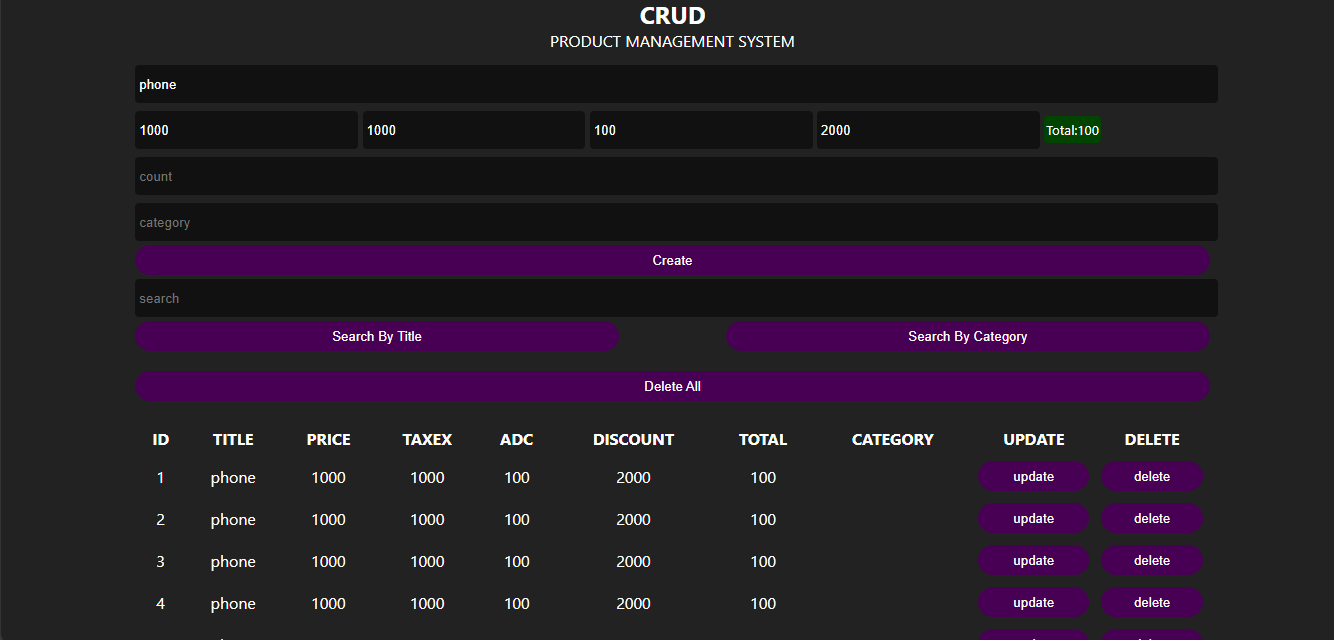 CRUD
PRODUCT MANAGEMENT SYSTEM
phone
1000 1000 100 2000 Total:100
count
category
Create
search
Search By Title Search By Category
Delete All
ID TITLE PRICE TAXEX ADC DISCOUNT TOTAL CATEGORY UPDATE DELETE
1 phone 1000 1000 100 2000 100 update delete
2 phone 1000 1000 100 2000 100 update delete
3 phone 1000 1000 100 2000 100 update delete
4 phone 1000 1000 100 2000 100 update delete